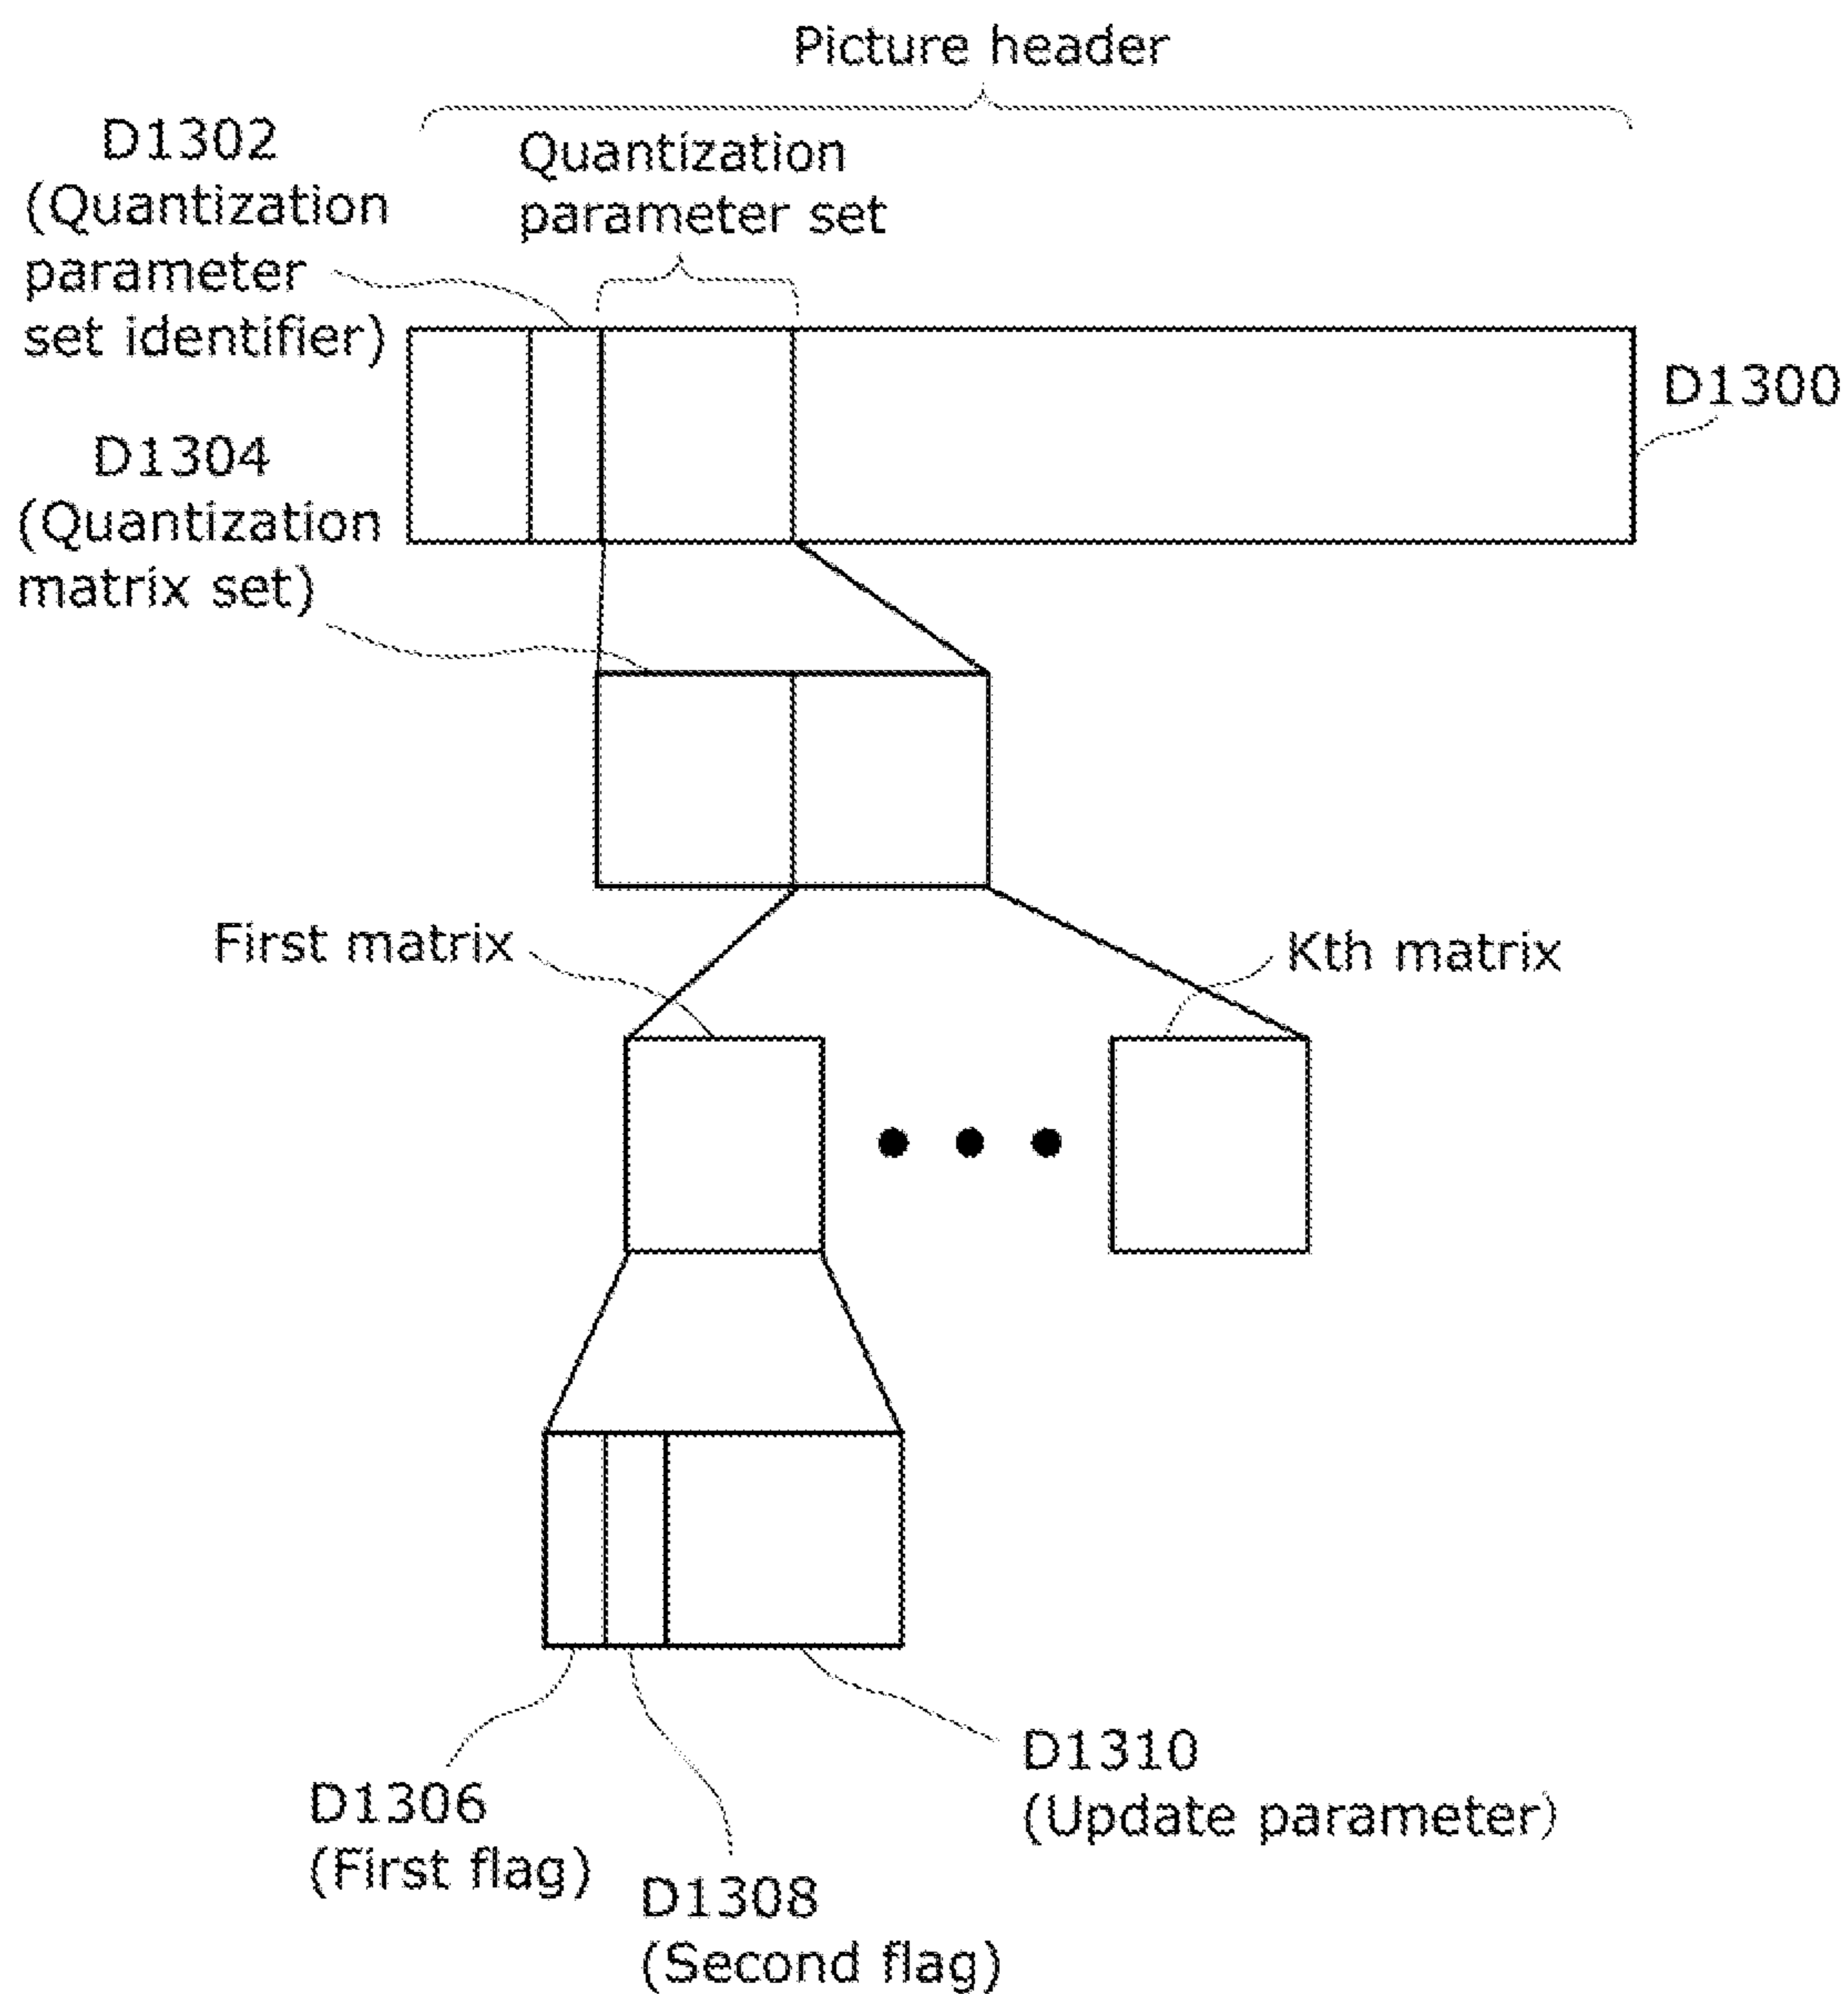 Picture header
D1302
(Quantization
parameter
set identifier)
Quantization
parameter set
D1300
D1304
(Quantization
matrix set)
First matrix
Kth matrix
D1310
(Update parameter)
D1306
(First flag)
D1308
(Second flag)